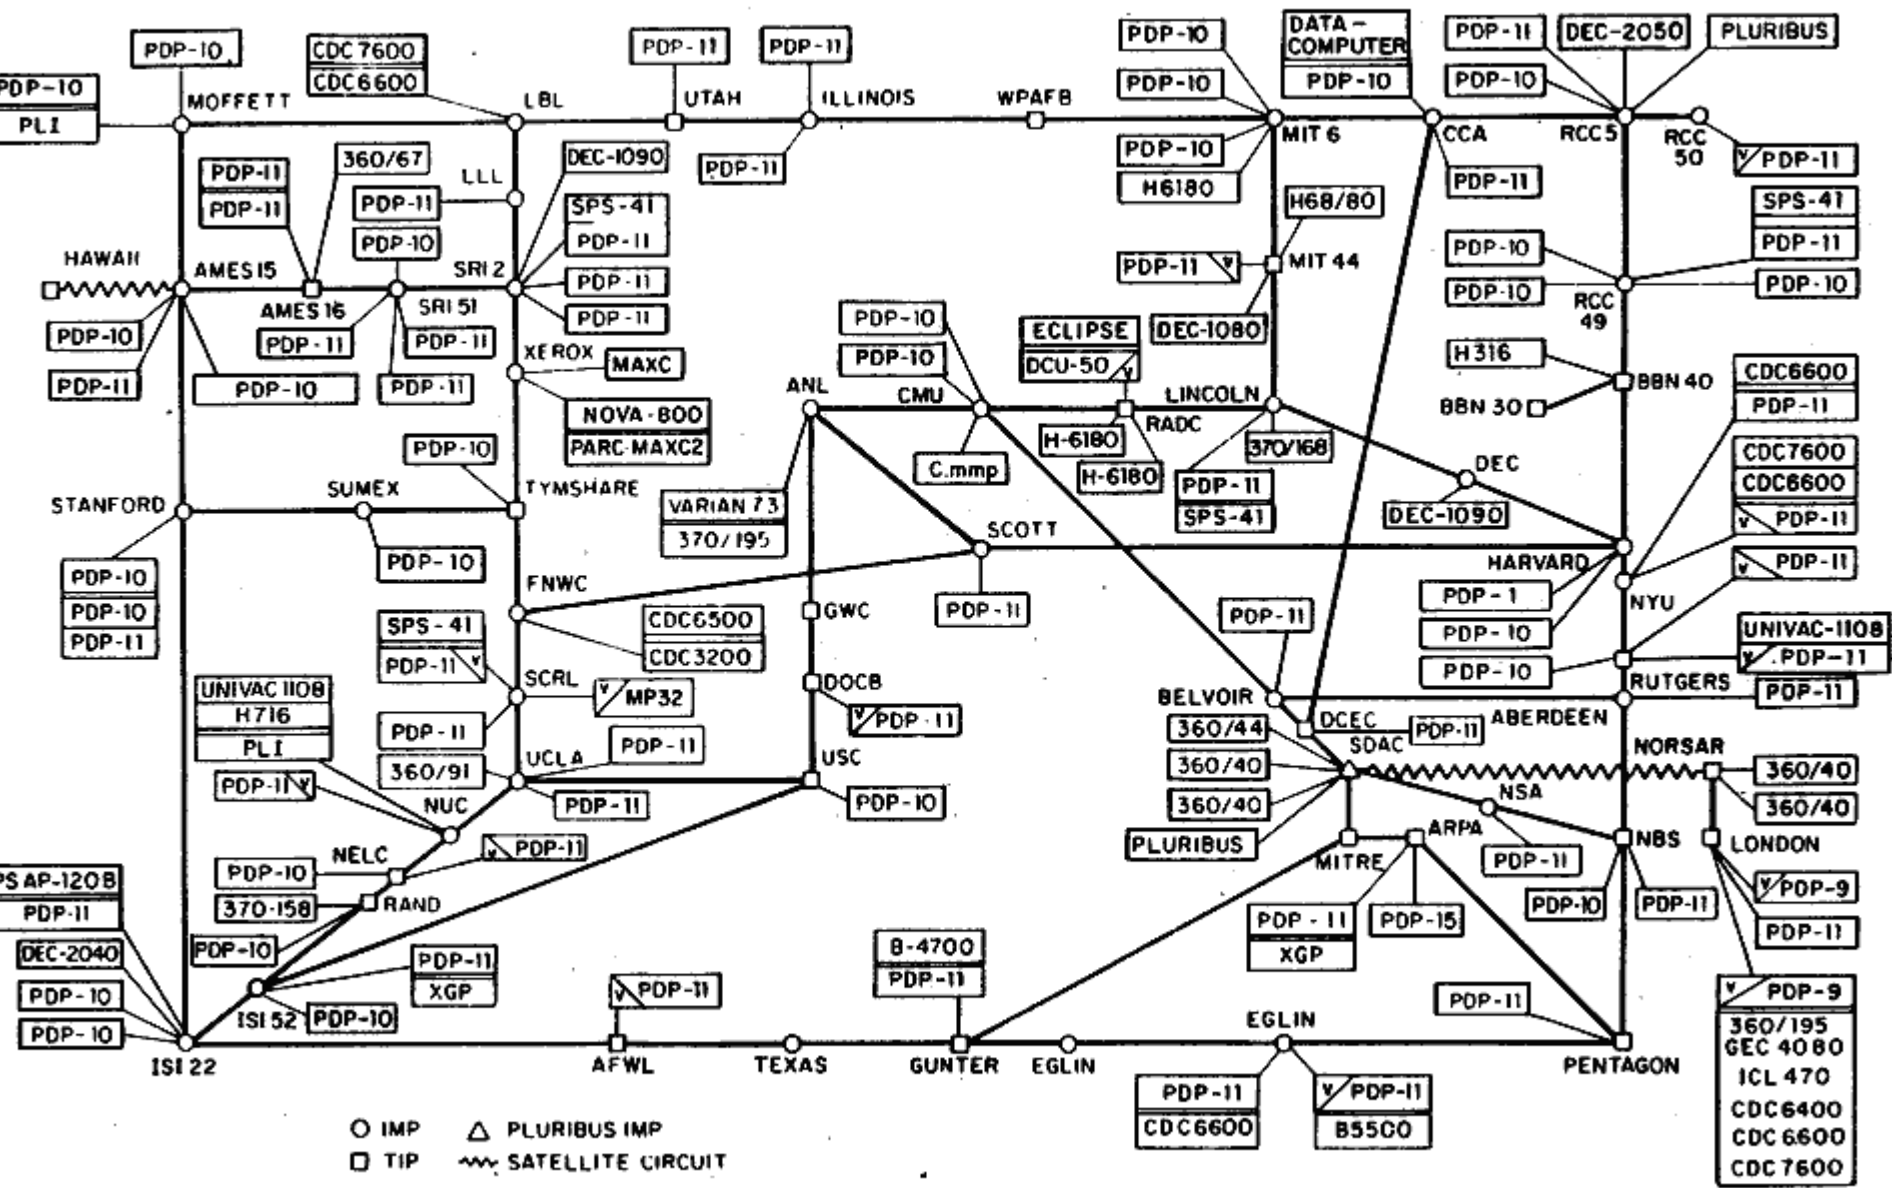 PDP-10
CDC7600
CDC6600
PDP-11
PDP-11
PDP-10
DATA-
COMPUTER
PDP-10
PDP-11
DEC-2050
PLURIBUS
PDP-10
PLI
MOFFETT
LBL
UTAH
ILLINOIS
WPAFB
PDP-10
PDP-10
MIT 6
CCA
RCC5
RCC
50
PDP-10
H6180
PDP-11
V PDP-11
PDP-11
PDP-11
360/67
LLL
DEC-1090
PDP-11
PDP-11
PDP-10
SPS-41
PDP-11
H68/80
SPS-41
PDP-11
HAWAII
AMES 15
AMES 16
SRI 51
SRI 2
PDP-11
PDP-11
PDP-11 V
MIT 44
PDP-10
PDP-10
PDP-10
RCC
49
PDP-10
PDP-11
PDP-10
PDP-11
PDP-11
PDP-11
XEROX
MAXC
NOVA-800
PARC-MAXC2
PDP-10
PDP-10
CMU
ECLIPSE
DCU-50 V
DEC-1080
H316
BBN 40
BBN 30
CDC6600
PDP-11
ANL
RADC
LINCOLN
H-6180
H-6180
370/168
C.mmp
PDP-11
SPS-41
DEC
DEC-1090
CDC7600
CDC6600
V PDP-11
STANFORD
SUMEX
PDP-10
TYMSHARE
VARIAN 73
370/195
SCOTT
HARVARD
V PDP-11
PDP-10
PDP-10
PDP-11
PDP-10
FNWC
CDC6500
CDC3200
GWC
PDP-11
PDP-11
PDP-1
PDP-10
PDP-10
NYU
UNIVAC-1108
V PDP-11
SPS-41
PDP-11 V
SCRL
V MP32
DOCB
V PDP-11
BELVOIR
RUTGERS
PDP-11
ABERDEEN
UNIVAC 1108
H716
PLI
PDP-11 V
PDP-11
360/91
UCLA
PDP-11
PDP-11
USC
PDP-10
360/44
360/40
360/40
PLURIBUS
DCEC
PDP-11
SDAC
NORSAR
360/40
360/40
NUC
NSA
NELC
V PDP-11
PDP-10
370-158
RAND
PDP-10
MITRE
ARPA
PDP-11
NBS
LONDON
PDP-11
XGP
PDP-15
PDP-10
PDP-11
V PDP-9
PDP-11
AP-120B
PDP-11
DEC-2040
PDP-10
PDP-10
PDP-11
XGP
ISI 52
PDP-10
V PDP-11
B-4700
PDP-11
PDP-11
V PDP-9
360/195
GEC 4080
ICL 470
CDC6400
CDC6600
CDC7600
ISI 22
AFWL
TEXAS
GUNTER
EGLIN
EGLIN
PENTAGON
PDP-11
CDC6600
V PDP-11
B5500
IMP
PLURIBUS IMP
TIP
SATELLITE CIRCUIT